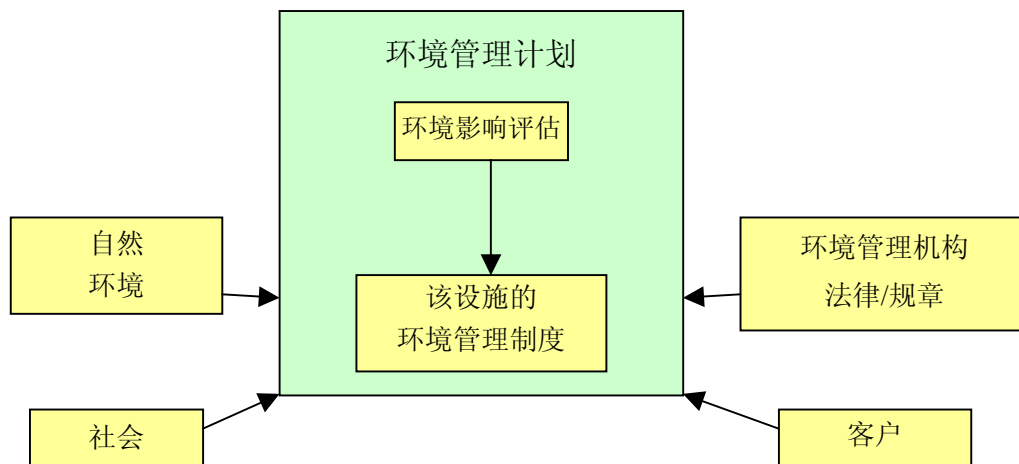 环境管理计划
环境影响评估
自然
环境
该设施的
环境管理制度
环境管理机构
法律/规章
社会
客户